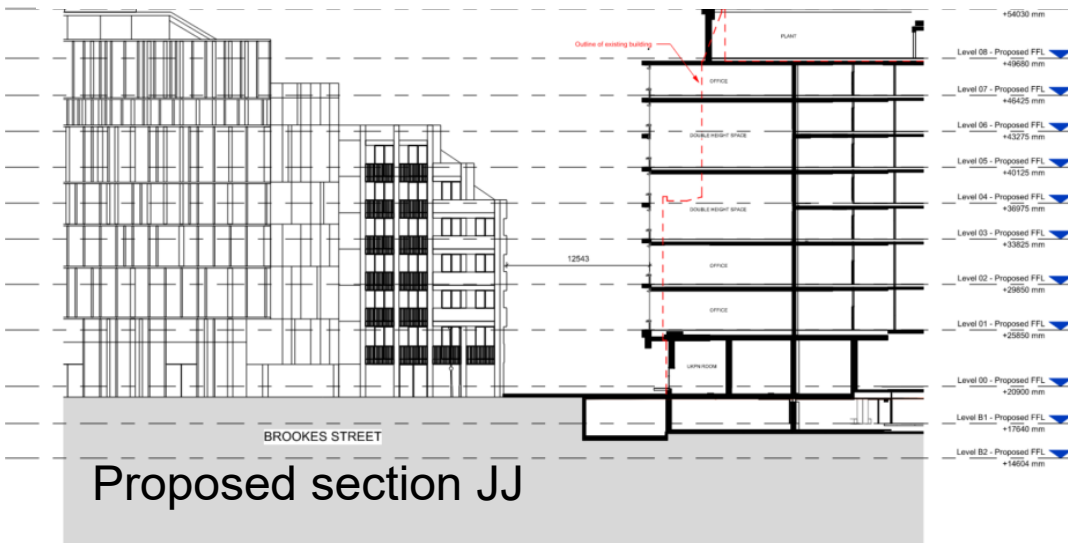 +54030 mm
PLANT
Outline of existing building
Level 08 - Proposed FFL
+49680 mm
OFFICE
Level 07 - Proposed FFL
+46425 mm
Level 06 - Proposed FFL
+43275 mm
DOUBLE HEIGHT SPACE
Level 05 - Proposed FFL
+40125 mm
Level 04 - Proposed FFL
+36975 mm
DOUBLE HEIGHT SPACE
Level 03 - Proposed FFL
+33825 mm
12543
OFFICE
Level 02 - Proposed FFL
+29850 mm
OFFICE
Level 01 - Proposed FFL
+25850 mm
UKPN ROOM
Level 00 - Proposed FFL
+20900 mm
Level B1 - Proposed FFL
+17640 mm
BROOKES STREET
Level B2 - Proposed FFL
+14604 mm
Proposed section JJ